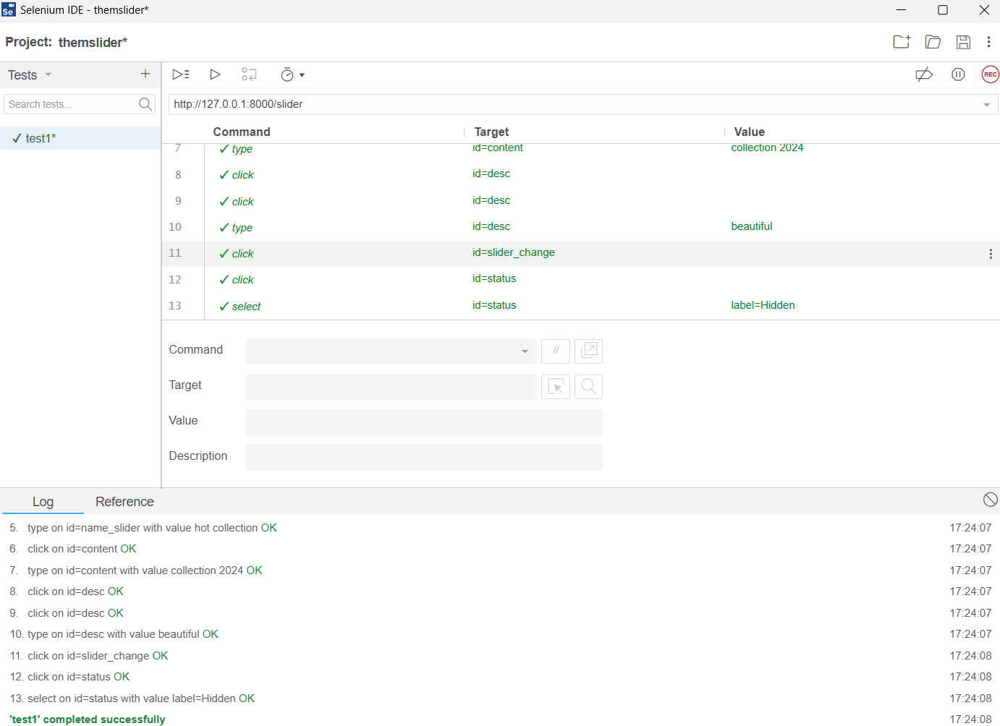 Selenium IDE - themslider*
Project: themslider*
Tests
Search tests...
✓ test1*
http://127.0.0.1:8000/slider
Command Target Value
7 ✓ type id=content collection 2024
8 ✓ click id=desc
9 ✓ click id=desc
10 ✓ type id=desc beautiful
11 ✓ click id=slider_change
12 ✓ click id=status
13 ✓ select id=status label=Hidden
Command //
Target
Value
Description
Log Reference
5. type on id=name_slider with value hot collection OK 17:24:07
6. click on id=content OK 17:24:07
7. type on id=content with value collection 2024 OK 17:24:07
8. click on id=desc OK 17:24:07
9. click on id=desc OK 17:24:07
10. type on id=desc with value beautiful OK 17:24:07
11. click on id=slider_change OK 17:24:08
12. click on id=status OK 17:24:08
13. select on id=status with value label=Hidden OK 17:24:08
'test1' completed successfully 17:24:08
Se
REC